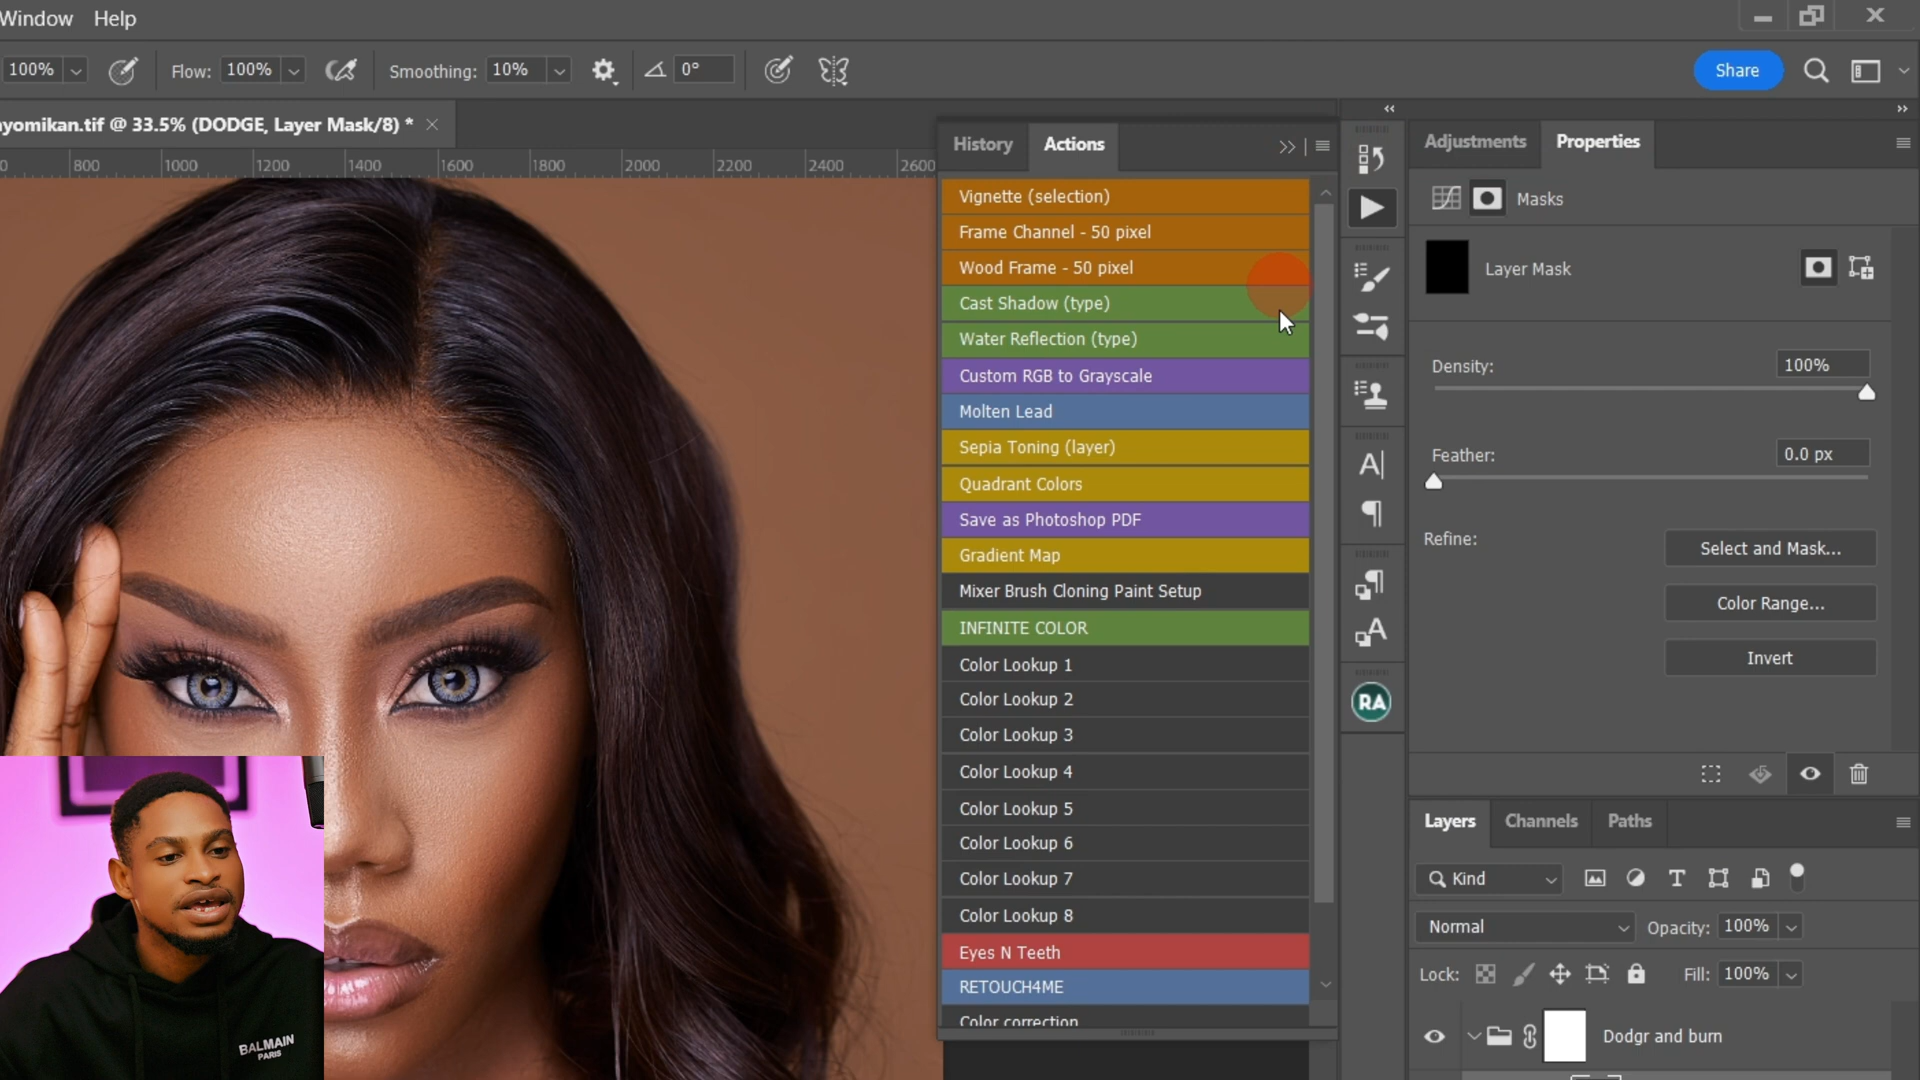 Window Help
100% Flow: 100% Smoothing: 10% 0° Share
yomikan.tif @ 33.5% (DODGE, Layer Mask/8) *
0 800 1000 1200 1400 1600 1800 2000 2200 2400 2600
History Actions
Vignette (selection)
Frame Channel - 50 pixel
Wood Frame - 50 pixel
Cast Shadow (type)
Water Reflection (type)
Custom RGB to Grayscale
Molten Lead
Sepia Toning (layer)
Quadrant Colors
Save as Photoshop PDF
Gradient Map
Mixer Brush Cloning Paint Setup
INFINITE COLOR
Color Lookup 1
Color Lookup 2
Color Lookup 3
Color Lookup 4
Color Lookup 5
Color Lookup 6
Color Lookup 7
Color Lookup 8
Eyes N Teeth
RETOUCH4ME
Color correction
RA
Adjustments Properties
Masks
Layer Mask
Density: 100%
Feather: 0.0 px
Refine: Select and Mask...
Color Range...
Invert
Layers Channels Paths
Kind
Normal Opacity: 100%
Lock: Fill: 100%
Dodgr and burn
BALMAIN
PARIS